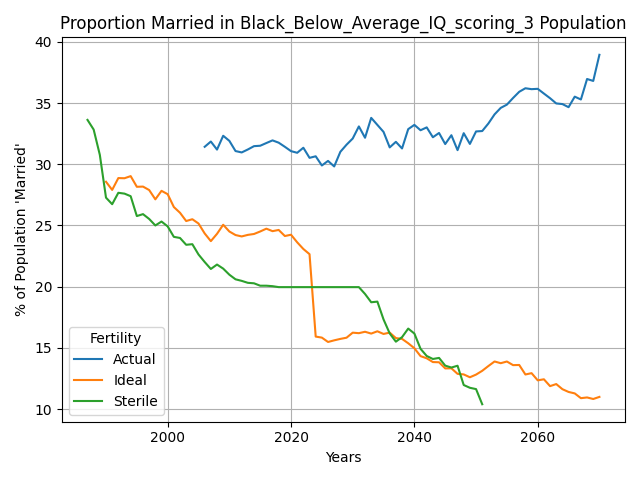 Proportion Married in Black_Below_Average_IQ_scoring_3 Population
% of Population 'Married'
40
35
30
25
20
15
10
Fertility
Actual
Ideal
Sterile
2000
2020
2040
2060
Years